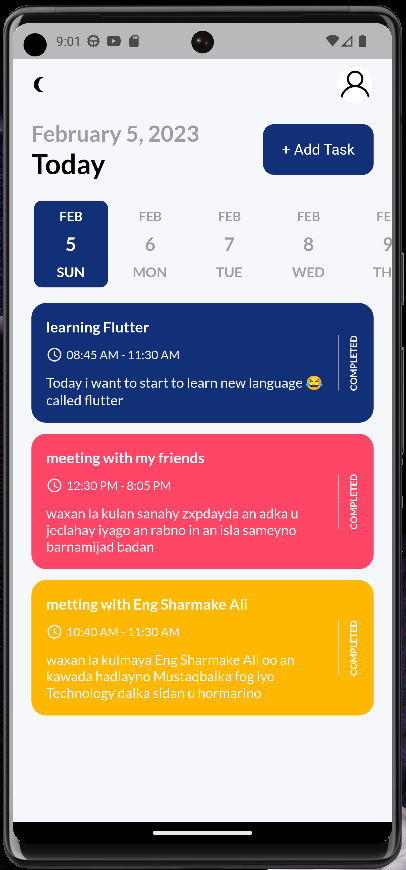 9:01
February 5, 2023
Today
+ Add Task
FEB FEB FEB FEB FE
5 6 7 8 9
SUN MON TUE WED TH
learning Flutter
08:45 AM - 11:30 AM
Today i want to start to learn new language 😂
called flutter
COMPLETED
meeting with my friends
12:30 PM - 8:05 PM
waxan la kulan sanahy zxpdayda an adka u
jeclahay iyago an rabno in an isla sameyno
barnamijad badan
COMPLETED
metting with Eng Sharmake Ali
10:40 AM - 11:30 AM
waxan la kulmaya Eng Sharmake Ali oo an
kawada hadlayno Mustaqbalka fog iyo
Technology dalka sidan u hormarino
COMPLETED